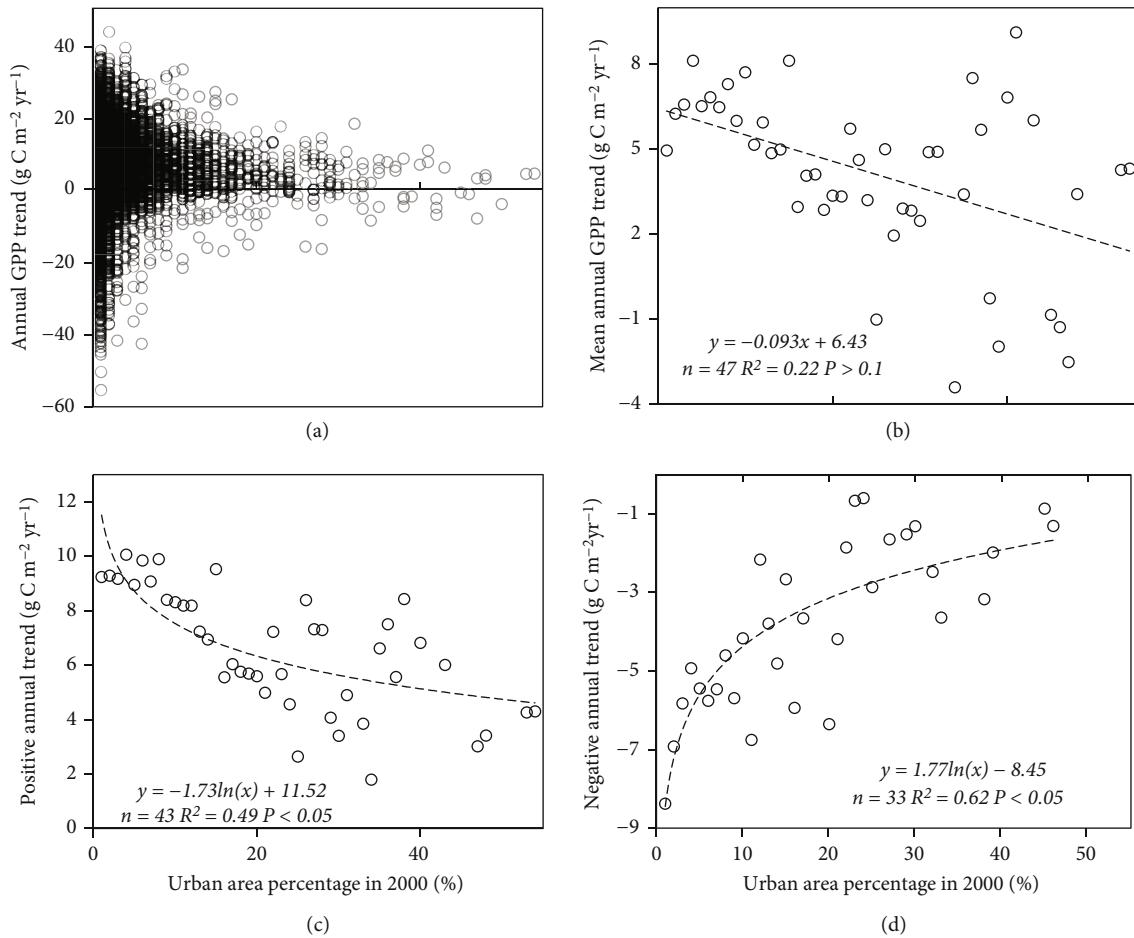 Annual GPP trend (g C m−2 yr−1)
40
20
0
−20
−40
−60
(a)
Mean annual GPP trend (g C m−2 yr−1)
8
5
2
−1
−4
y = −0.093x + 6.43
n = 47 R2 = 0.22 P > 0.1
(b)
Positive annual trend (g C m−2 yr−1)
12
10
8
6
4
2
0
y = −1.73ln(x) + 11.52
n = 43 R2 = 0.49 P < 0.05
0 20 40
Urban area percentage in 2000 (%)
(c)
Negative annual trend (g C m−2yr−1)
−1
−3
−5
−7
−9
y = 1.77ln(x) − 8.45
n = 33 R2 = 0.62 P < 0.05
0 10 20 30 40 50
Urban area percentage in 2000 (%)
(d)